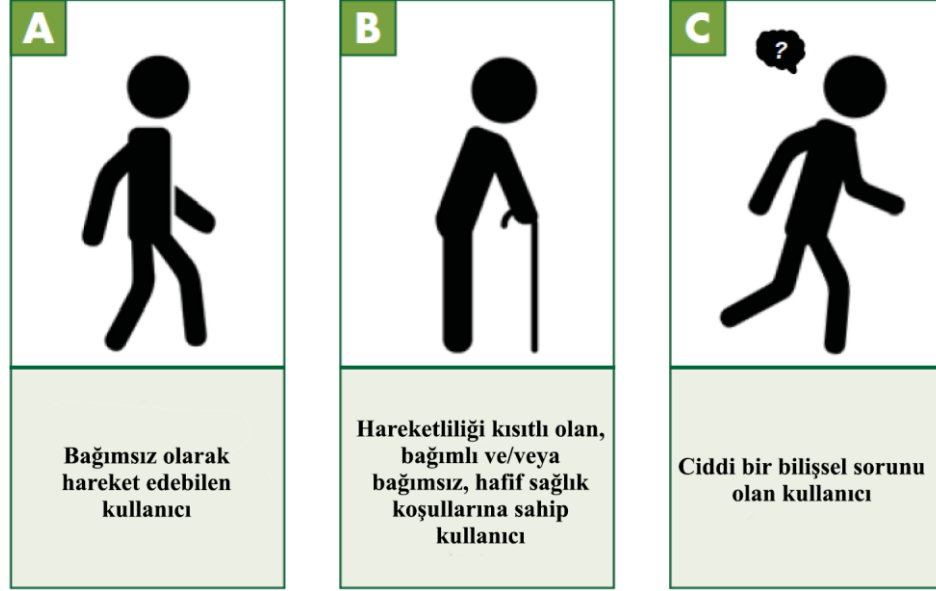 A
Bağımsız olarak
hareket edebilen
kullanıcı
B
Hareketliliği kısıtlı olan,
bağımlı ve/veya
bağımsız, hafif sağlık
koşullarına sahip
kullanıcı
C
?
Ciddi bir bilişsel sorunu
olan kullanıcı